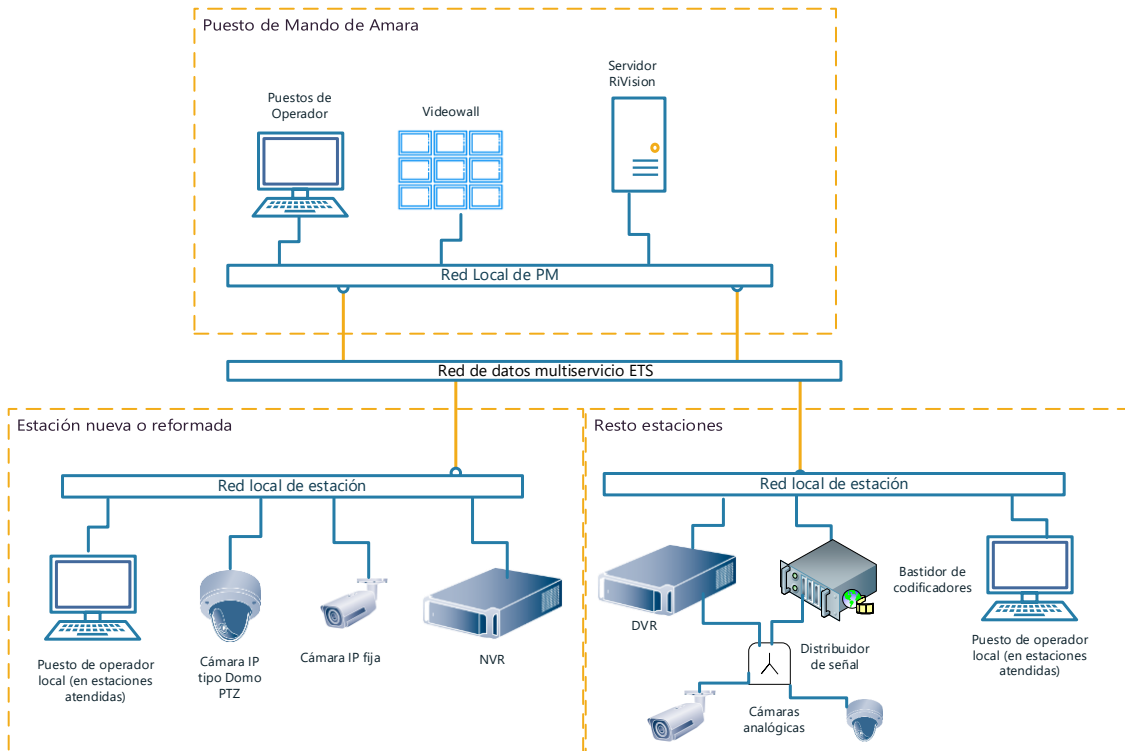 Puesto de Mando de Amara
Servidor
RiVision
Puestos de
Operador
Videowall
Red Local de PM
Red de datos multiservicio ETS
Estación nueva o reformada
Red local de estación
Puesto de operador
local (en estaciones
atendidas)
Cámara IP
tipo Domo
PTZ
Cámara IP fija
NVR
Resto estaciones
Red local de estación
DVR
Bastidor de
codificadores
Distribuidor
de señal
Cámaras
analógicas
Puesto de operador
local (en estaciones
atendidas)